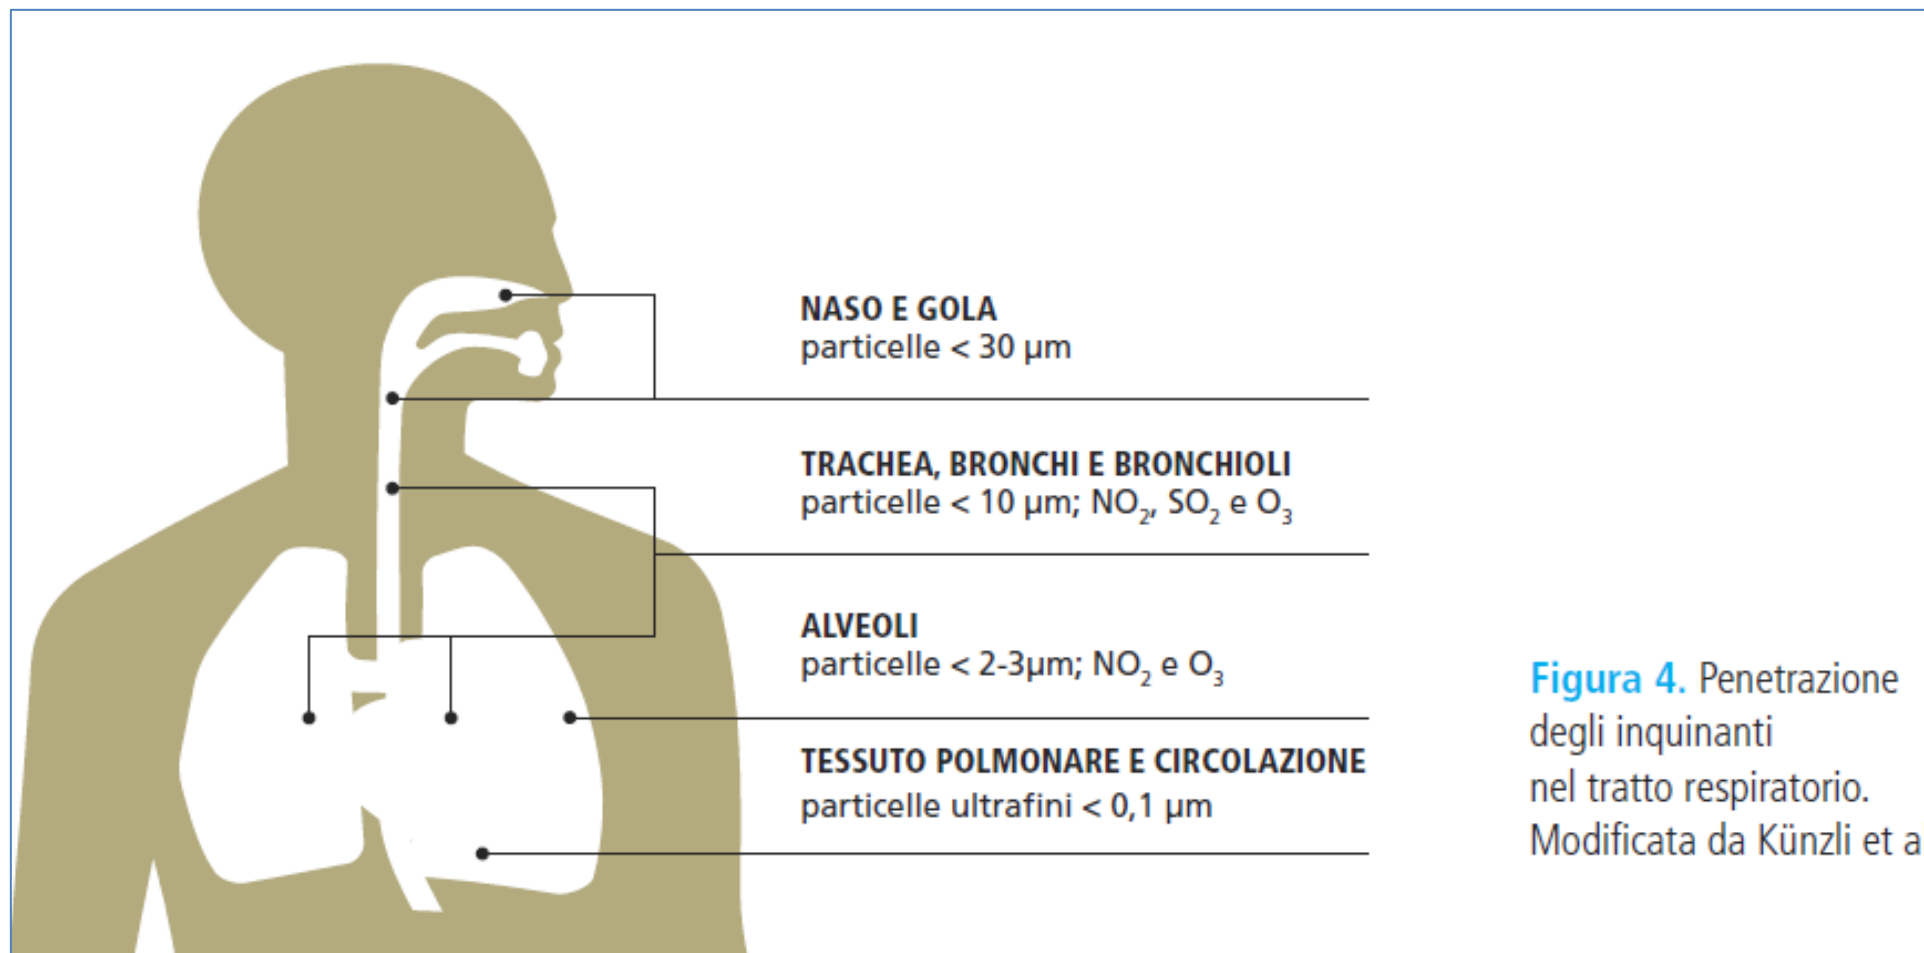 NASO E GOLA
particelle < 30 µm
TRACHEA, BRONCHI E BRONCHIOLI
particelle < 10 µm; NO₂, SO₂ e O₃
ALVEOLI
particelle < 2-3µm; NO₂ e O₃
TESSUTO POLMONARE E CIRCOLAZIONE
particelle ultrafini < 0,1 µm
Figura 4. Penetrazione
degli inquinanti
nel tratto respiratorio.
Modificata da Künzli et a